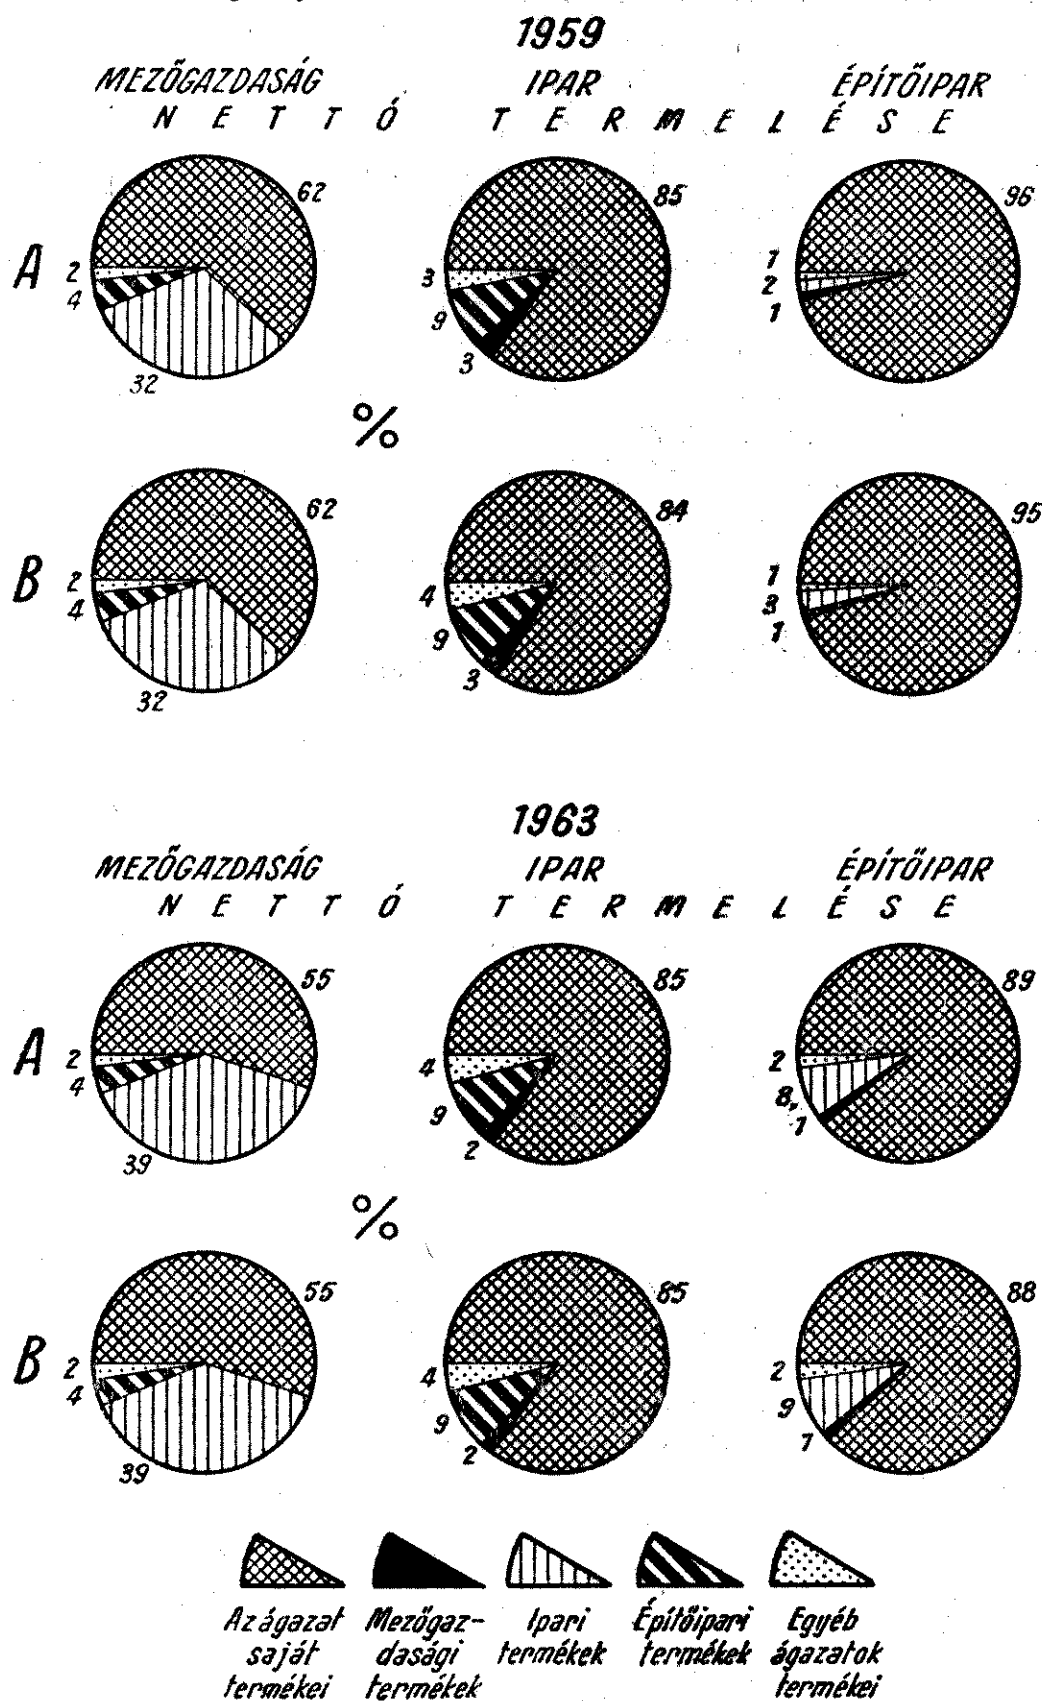 1959
MEZŐGAZDASÁG IPAR ÉPÍTŐIPAR
NETTÓ TERMELÉSE
62 85 96
A 2 3 1
4 9 2
32 3 1
%
62 84 95
B 2 4 1
4 9 3
32 3 1
1963
MEZŐGAZDASÁG IPAR ÉPÍTŐIPAR
NETTÓ TERMELÉSE
55 85 89
A 2 4 2
4 9 8
39 2 1
%
55 85 88
B 2 4 2
4 9 9
39 2 1
Az ágazat Mezőgaz- Ipari Építőipari Egyéb
saját dasági termékek termékek ágazatok
termékei termékek termékei